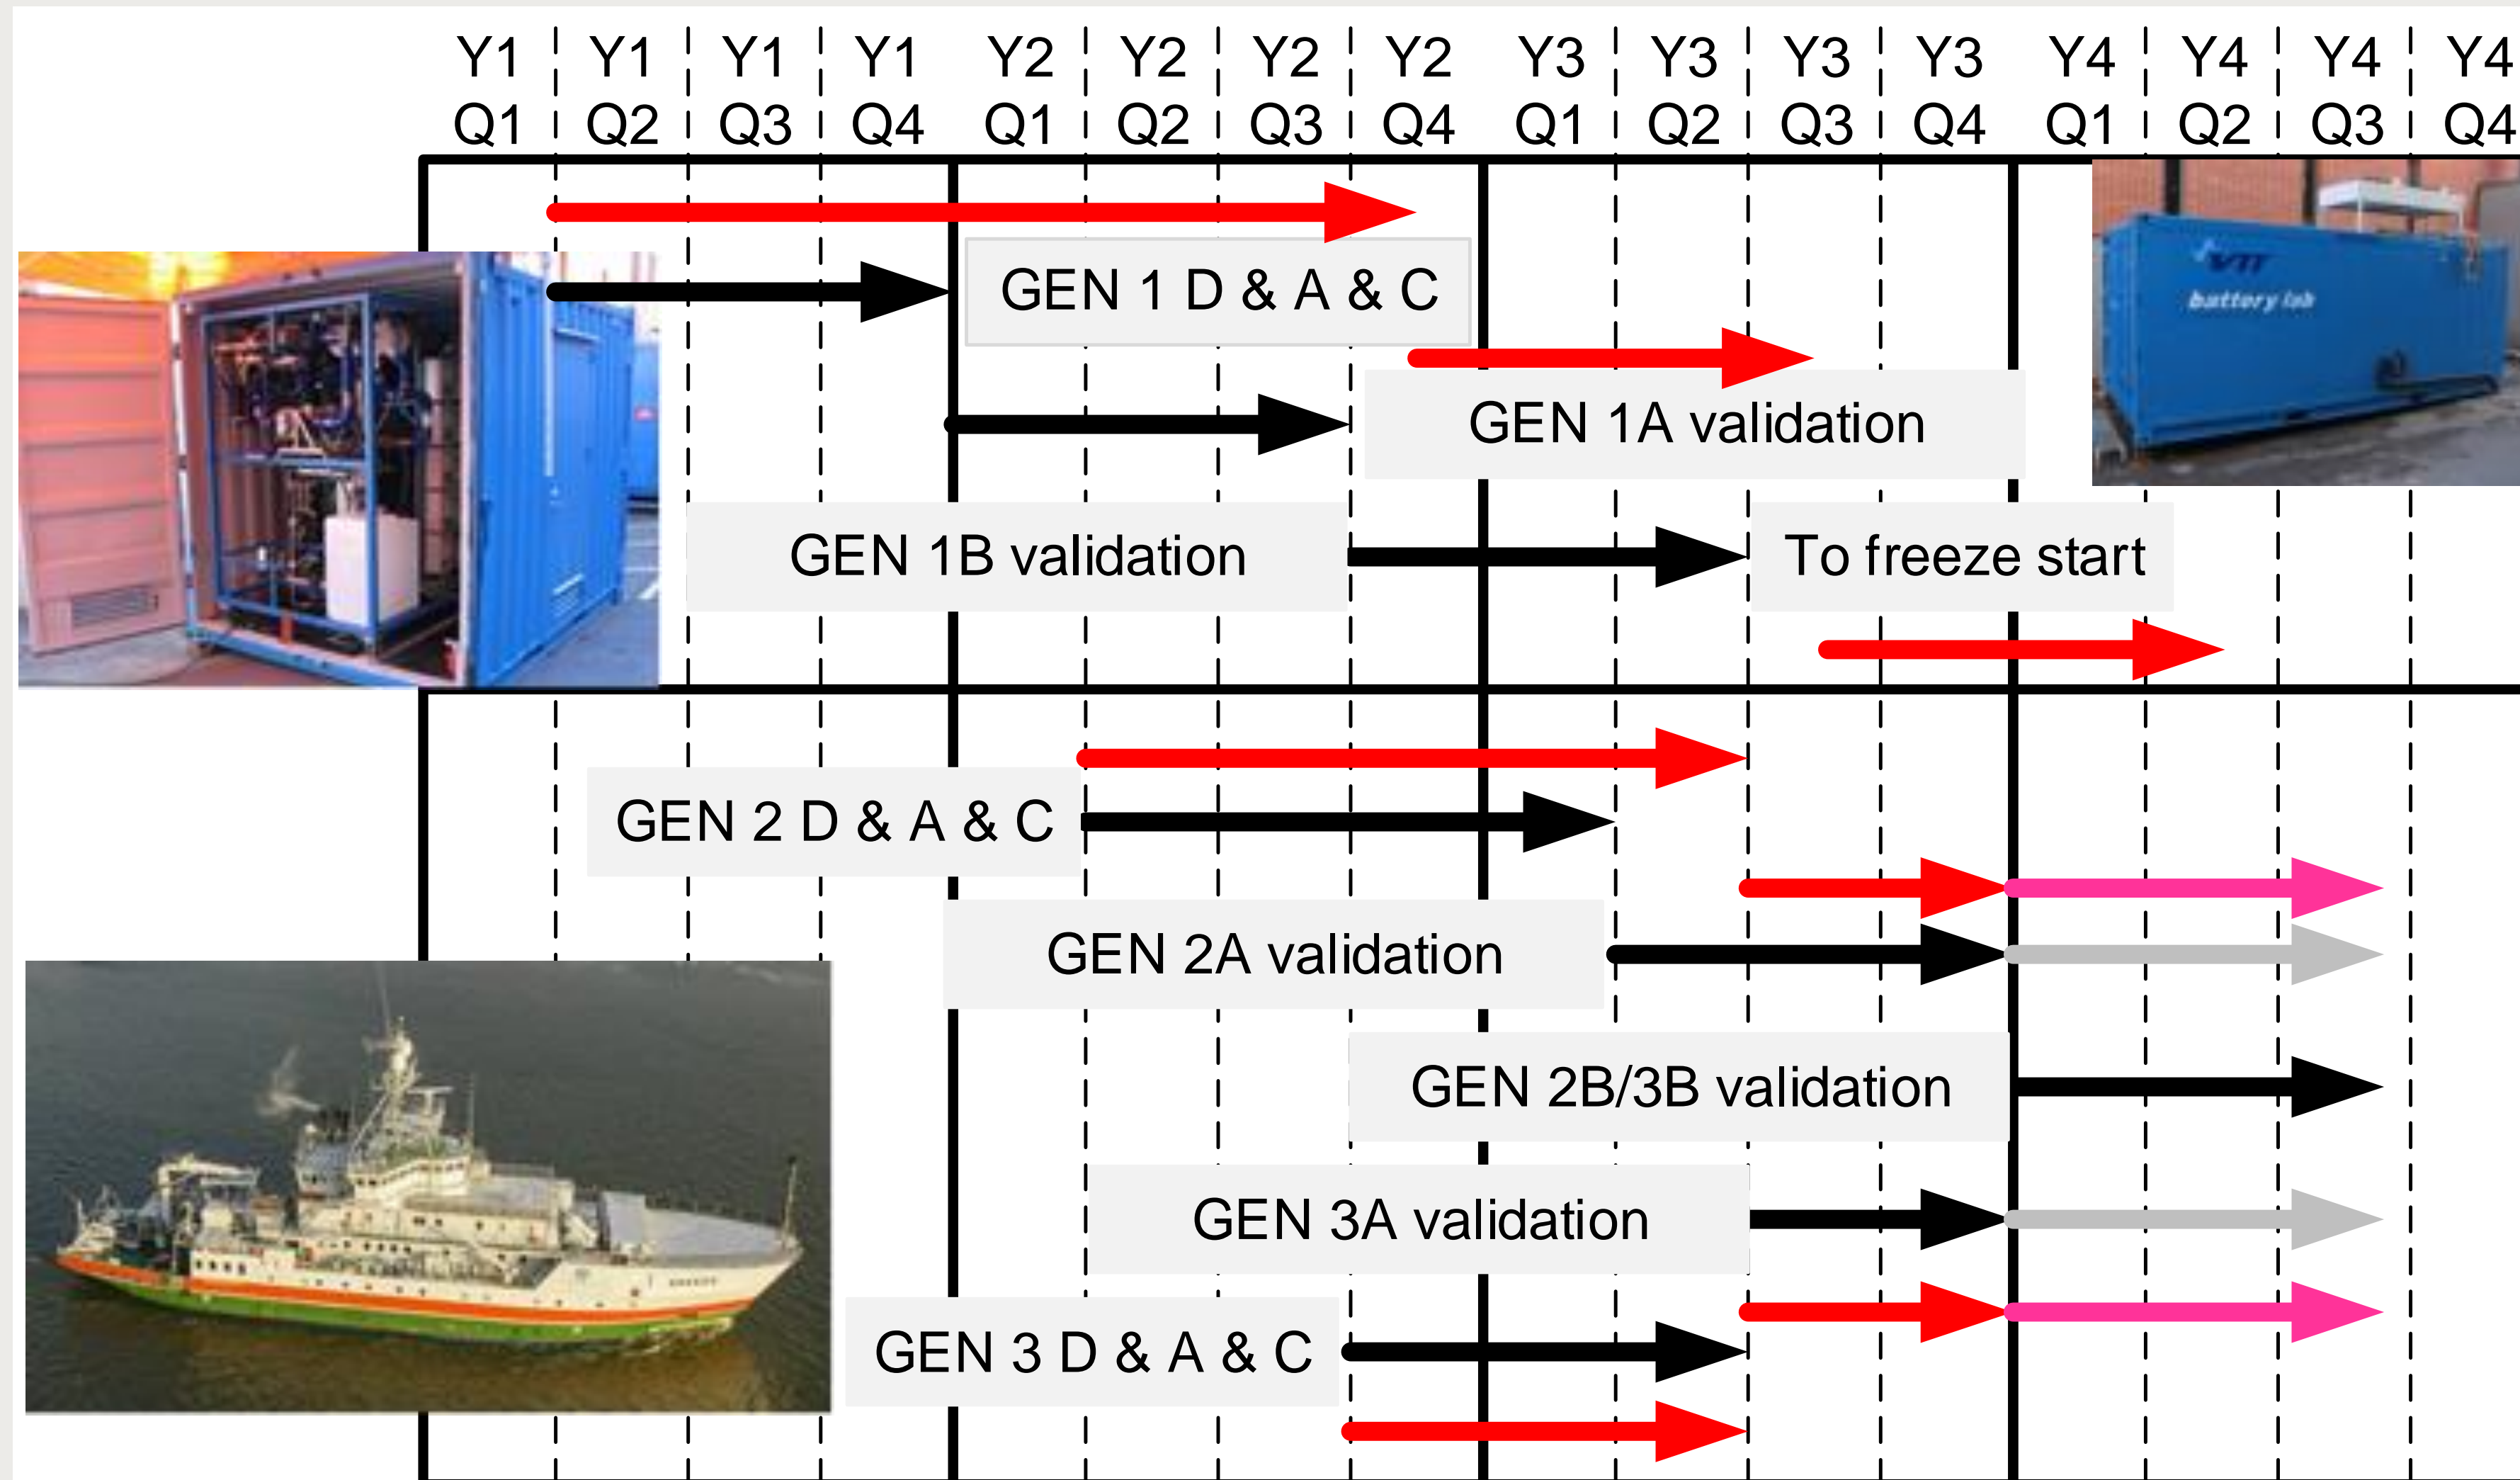 Y1 Y1 Y1 Y1 Y2 Y2 Y2 Y2 Y3 Y3 Y3 Y3 Y4 Y4 Y4 Y4
Q1 Q2 Q3 Q4 Q1 Q2 Q3 Q4 Q1 Q2 Q3 Q4 Q1 Q2 Q3 Q4
VTT
battery lab
GEN 1 D & A & C
GEN 1A validation
GEN 1B validation
To freeze start
GEN 2 D & A & C
GEN 2A validation
GEN 2B/3B validation
GEN 3A validation
GEN 3 D & A & C